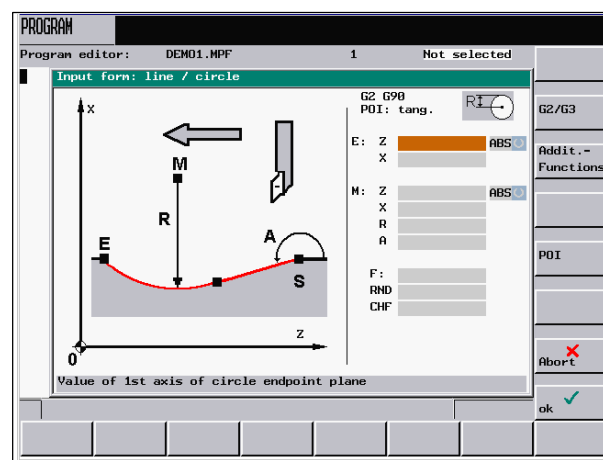 PROGRAM
Program editor: DEMO1.MPF 1 Not selected
Input form: line / circle
G2 G90
POI: tang.
R
E: Z ABS
X
M: Z ABS
X
R
A
F:
RND
CHF
X
M
R
E
A
S
Z
0
Value of 1st axis of circle endpoint plane
G2/G3
Addit.-
Functions
POI
Abort
ok